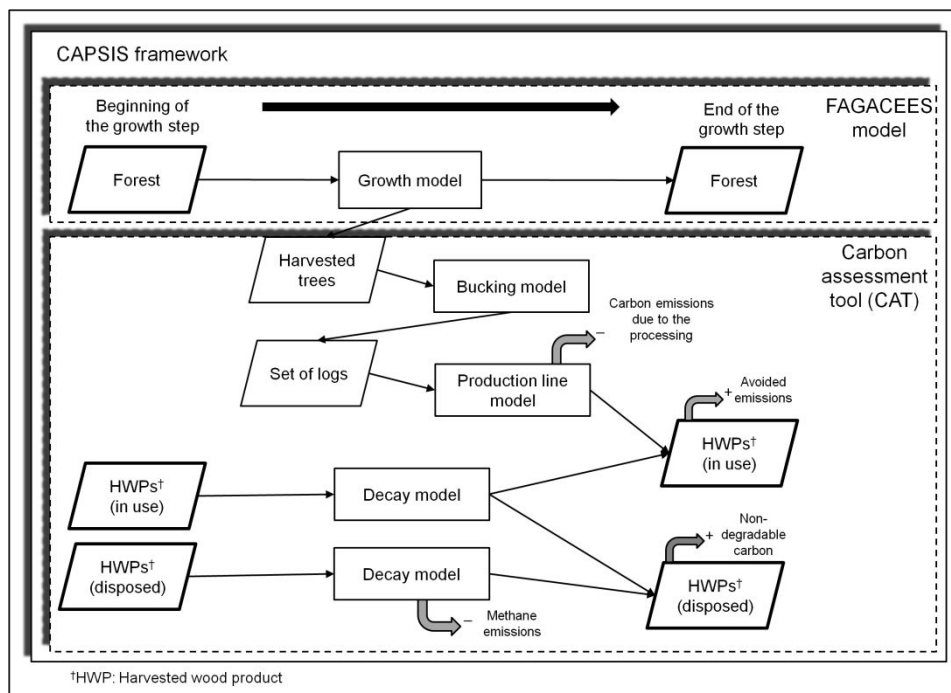 CAPSIS framework
Beginning of
the growth step
End of the
growth step
FAGACEES
model
Forest
Growth model
Forest
Carbon
assessment
tool (CAT)
Harvested
trees
Bucking model
Carbon emissions
due to the
processing
−
Set of logs
Production line
model
+ Avoided
emissions
HWPs†
(in use)
HWPs†
(in use)
Decay model
Non-
+ degradable
carbon
HWPs†
(disposed)
Decay model
HWPs†
(disposed)
− Methane
emissions
†HWP: Harvested wood product